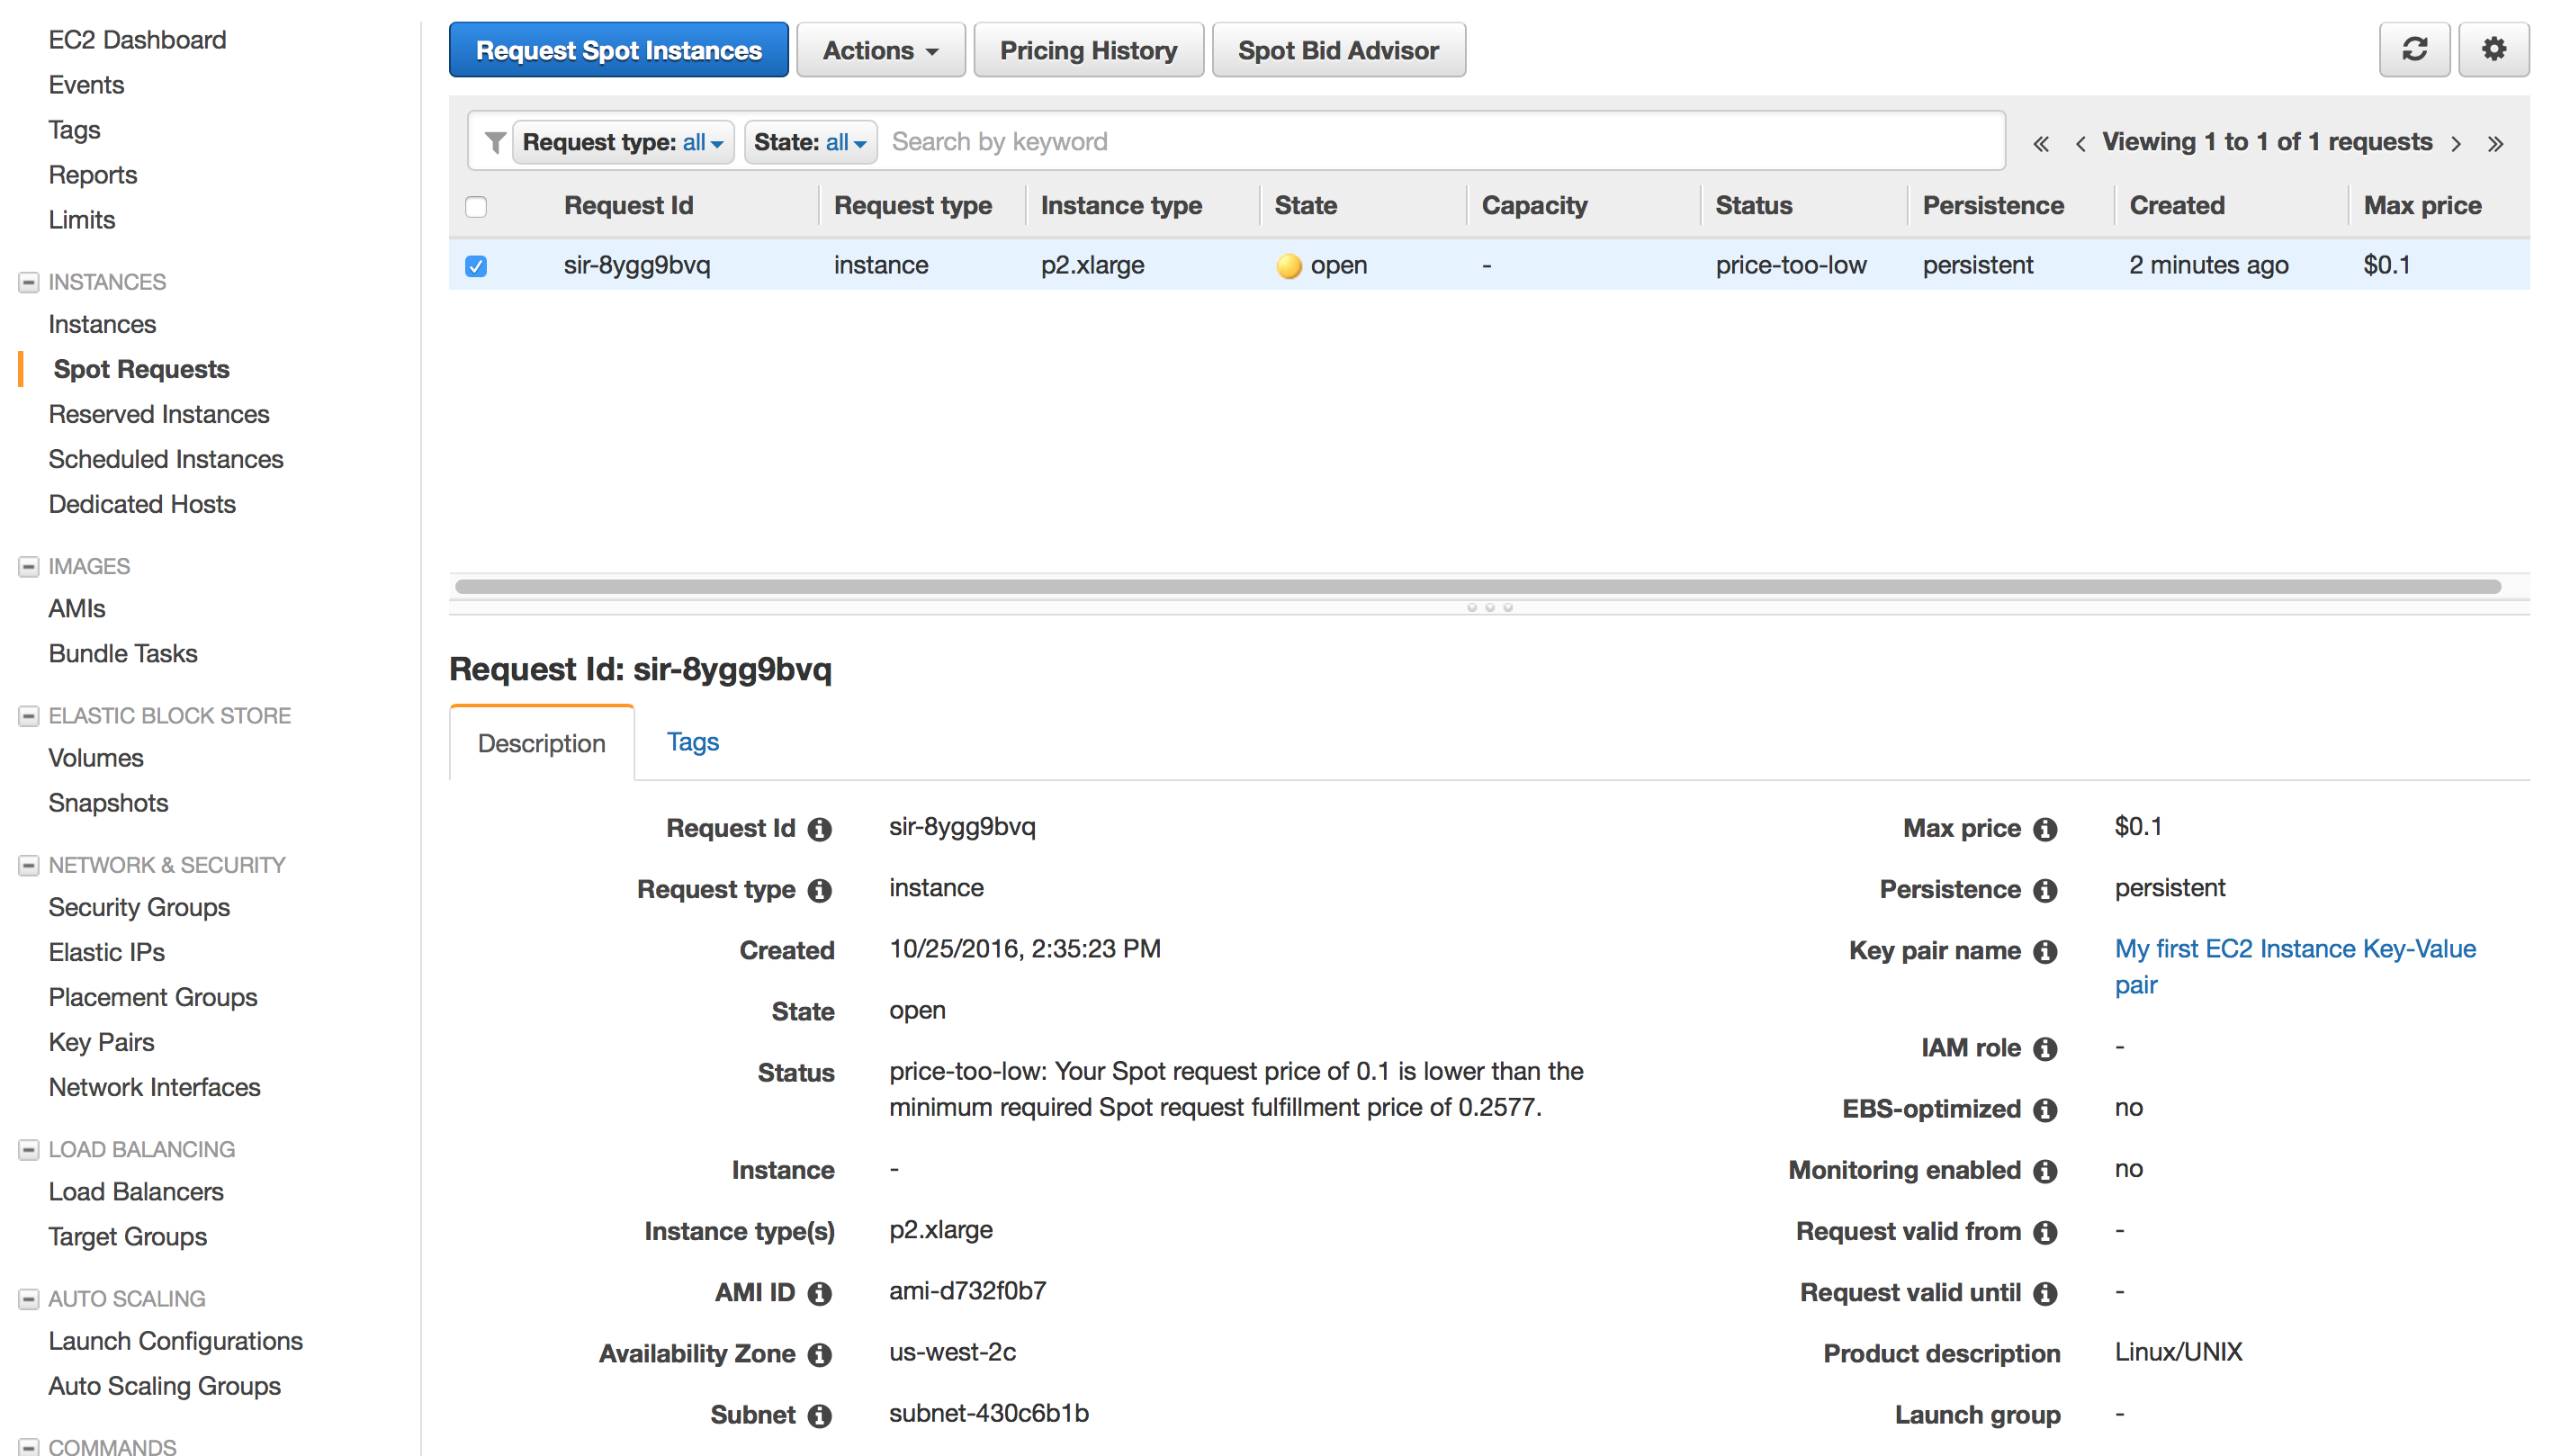 EC2 Dashboard
Events
Tags
Reports
Limits
INSTANCES
Instances
Spot Requests
Reserved Instances
Scheduled Instances
Dedicated Hosts
IMAGES
AMIs
Bundle Tasks
ELASTIC BLOCK STORE
Volumes
Snapshots
NETWORK & SECURITY
Security Groups
Elastic IPs
Placement Groups
Key Pairs
Network Interfaces
LOAD BALANCING
Load Balancers
Target Groups
AUTO SCALING
Launch Configurations
Auto Scaling Groups
COMMANDS
Request Spot Instances Actions Pricing History Spot Bid Advisor
Request type: all State: all Search by keyword « ‹ Viewing 1 to 1 of 1 requests › »
Request Id Request type Instance type State Capacity Status Persistence Created Max price
sir-8ygg9bvq instance p2.xlarge open - price-too-low persistent 2 minutes ago $0.1
Request Id: sir-8ygg9bvq
Description Tags
Request Id sir-8ygg9bvq
Request type instance
Created 10/25/2016, 2:35:23 PM
State open
Status price-too-low: Your Spot request price of 0.1 is lower than the
minimum required Spot request fulfillment price of 0.2577.
Instance -
Instance type(s) p2.xlarge
AMI ID ami-d732f0b7
Availability Zone us-west-2c
Subnet subnet-430c6b1b
Max price $0.1
Persistence persistent
Key pair name My first EC2 Instance Key-Value
pair
IAM role -
EBS-optimized no
Monitoring enabled no
Request valid from -
Request valid until -
Product description Linux/UNIX
Launch group -